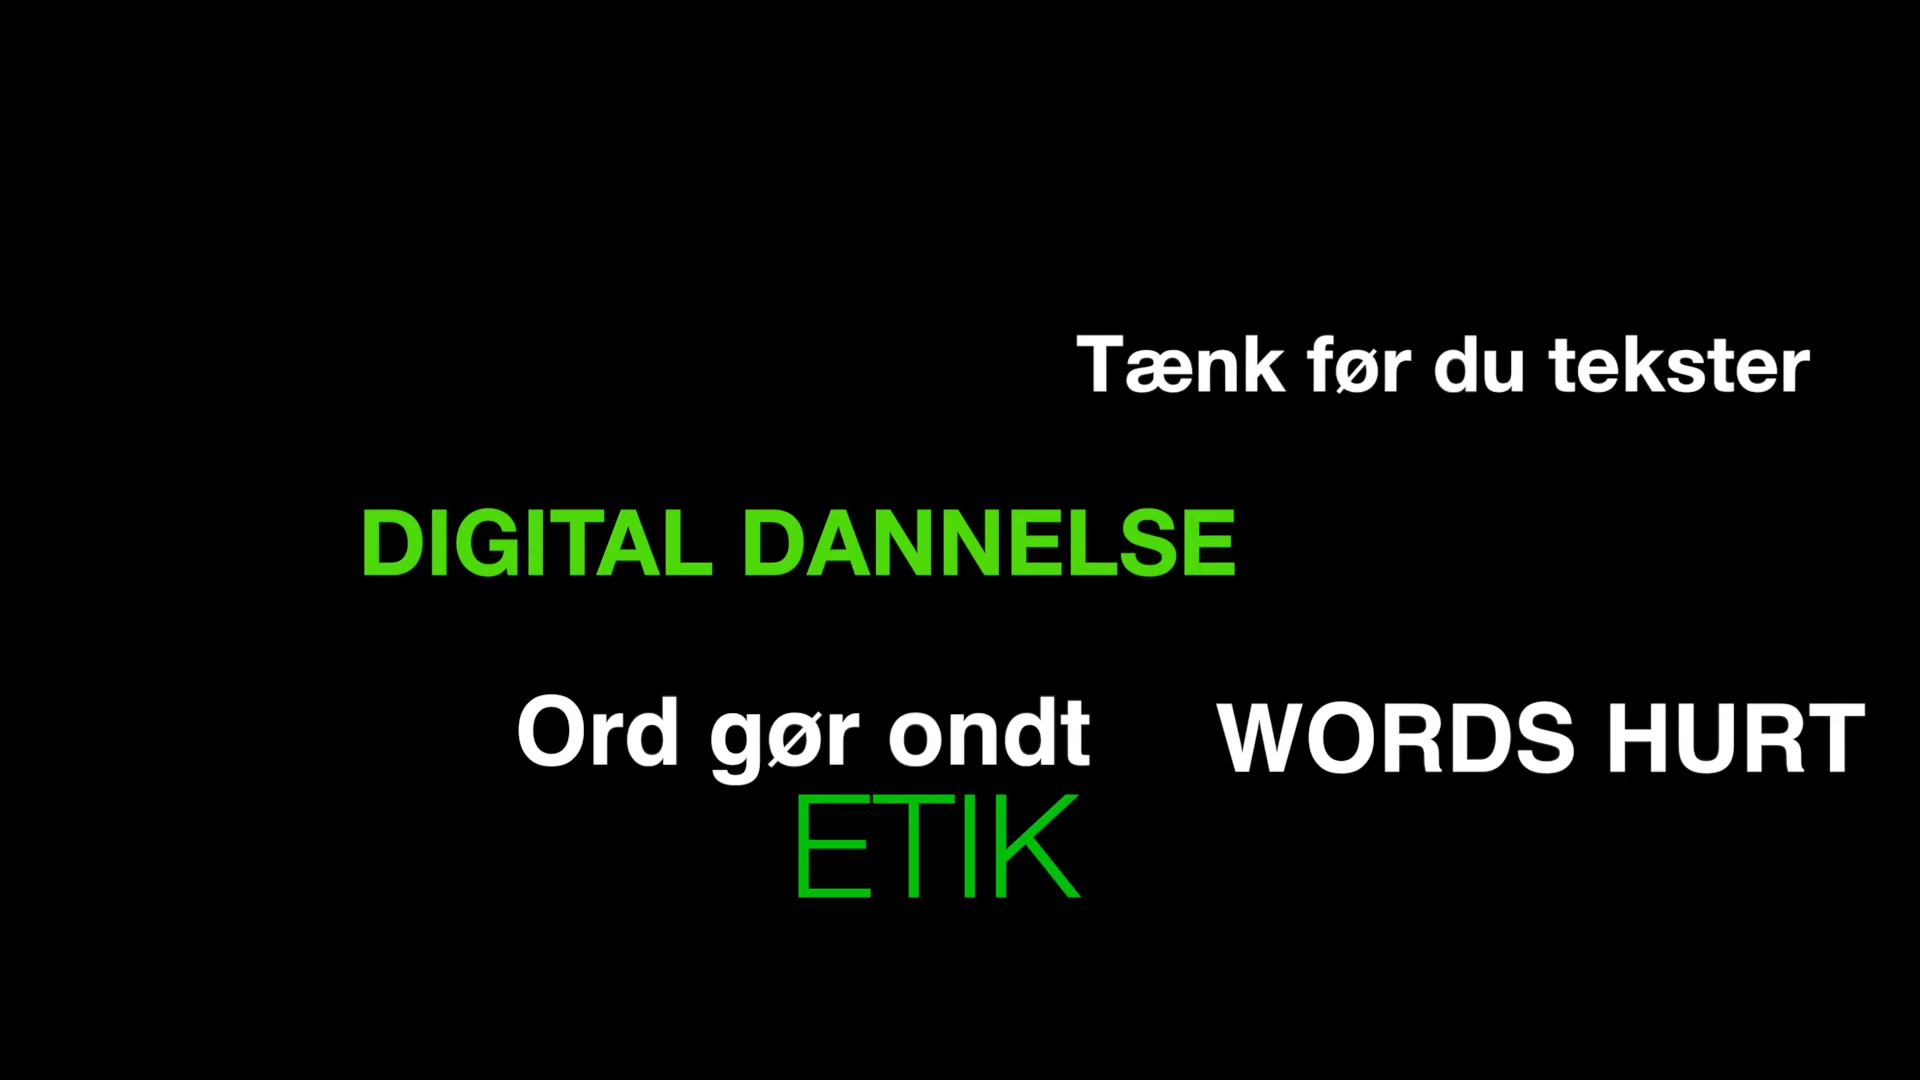 Tænk før du tekster
DIGITAL DANNELSE
Ord gør ondt
WORDS HURT
ETIK